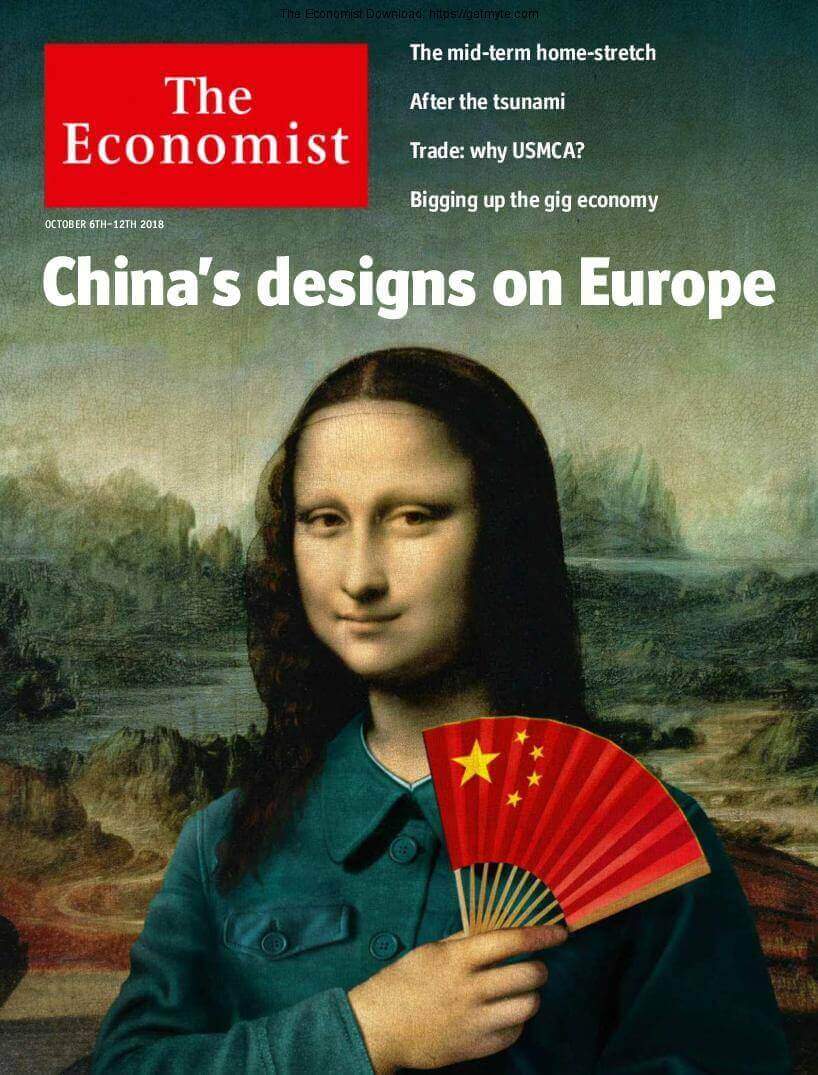 The Economist Download: https://getmyte.com
The
Economist
OCTOBER 6TH–12TH 2018
The mid-term home-stretch
After the tsunami
Trade: why USMCA?
Bigging up the gig economy
China's designs on Europe